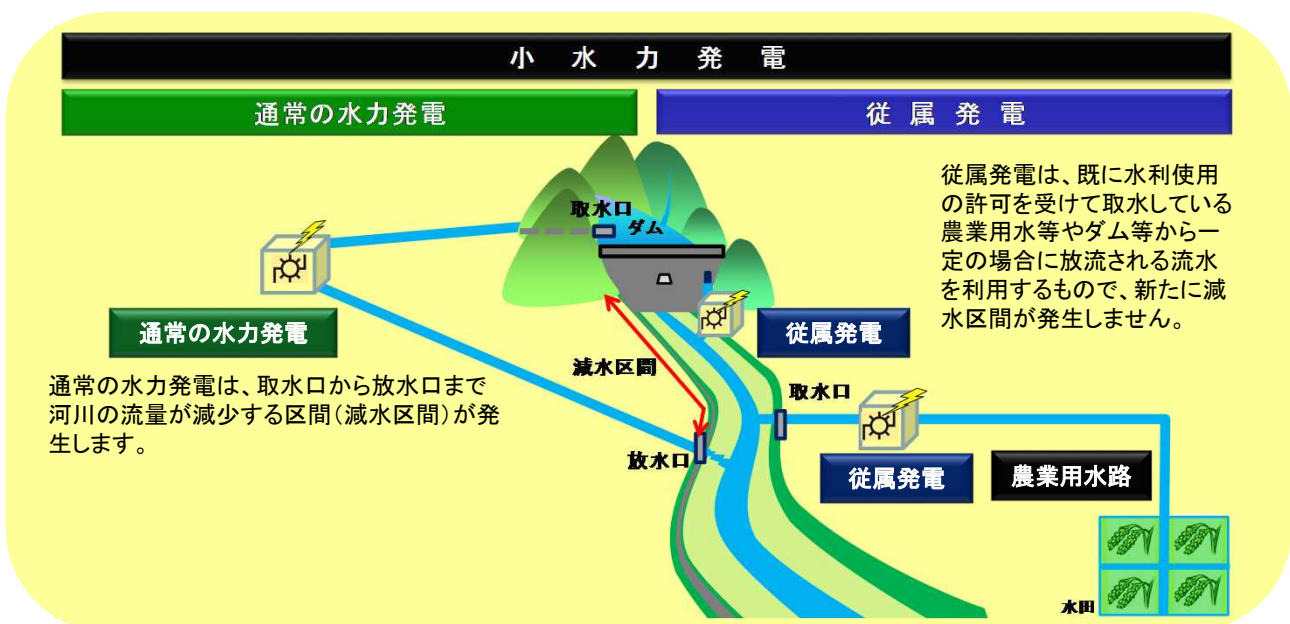 小水力発電
通常の水力発電
従属発電
従属発電は、既に水利使用
の許可を受けて取水している
農業用水等やダム等から一
定の場合に放流される流水
を利用するもので、新たに減
水区間が発生しません。
取水口
ダム
通常の水力発電
従属発電
通常の水力発電は、取水口から放水口まで
河川の流量が減少する区間(減水区間)が発
生します。
減水区間
取水口
放水口
従属発電
農業用水路
水田